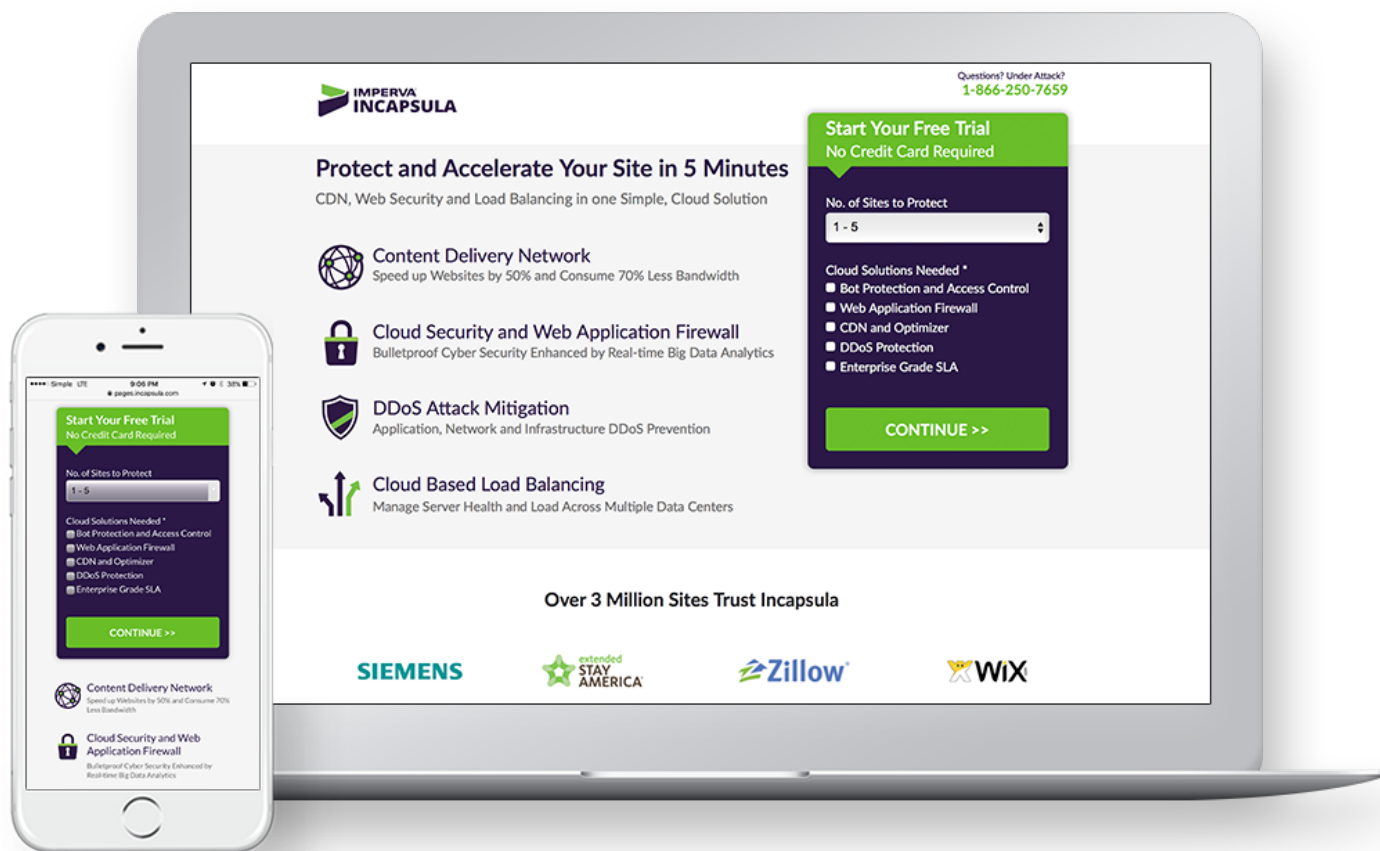 IMPERVA
INCAPSULA
Questions? Under Attack?
1-866-250-7659
Protect and Accelerate Your Site in 5 Minutes
CDN, Web Security and Load Balancing in one Simple, Cloud Solution
Content Delivery Network
Speed up Websites by 50% and Consume 70% Less Bandwidth
Cloud Security and Web Application Firewall
Bulletproof Cyber Security Enhanced by Real-time Big Data Analytics
DDoS Attack Mitigation
Application, Network and Infrastructure DDoS Prevention
Cloud Based Load Balancing
Manage Server Health and Load Across Multiple Data Centers
Start Your Free Trial
No Credit Card Required
No. of Sites to Protect
1 - 5
Cloud Solutions Needed *
Bot Protection and Access Control
Web Application Firewall
CDN and Optimizer
DDoS Protection
Enterprise Grade SLA
CONTINUE >>
Over 3 Million Sites Trust Incapsula
SIEMENS
extended
STAY
AMERICA
Zillow
WiX
Simple LTE 9:06 PM 38%
pages.incapsula.com
Start Your Free Trial
No Credit Card Required
No. of Sites to Protect
1 - 5
Cloud Solutions Needed *
Bot Protection and Access Control
Web Application Firewall
CDN and Optimizer
DDoS Protection
Enterprise Grade SLA
CONTINUE >>
Content Delivery Network
Speed up Websites by 50% and Consume 70%
Less Bandwidth
Cloud Security and Web
Application Firewall
Bulletproof Cyber Security Enhanced by
Real-time Big Data Analytics